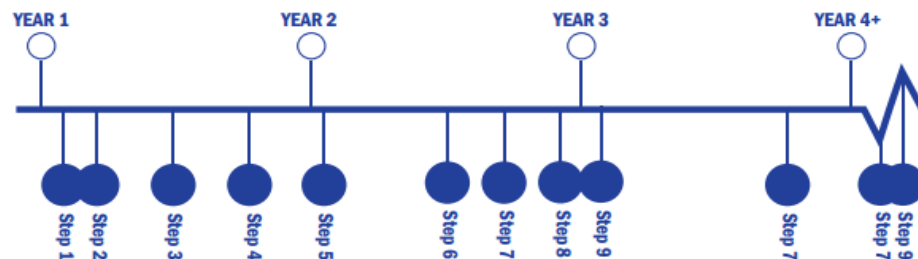 YEAR 1
YEAR 2
YEAR 3
YEAR 4+
Step 1
Step 2
Step 3
Step 4
Step 5
Step 6
Step 7
Step 8
Step 9
Step 7
Step 7
Step 9